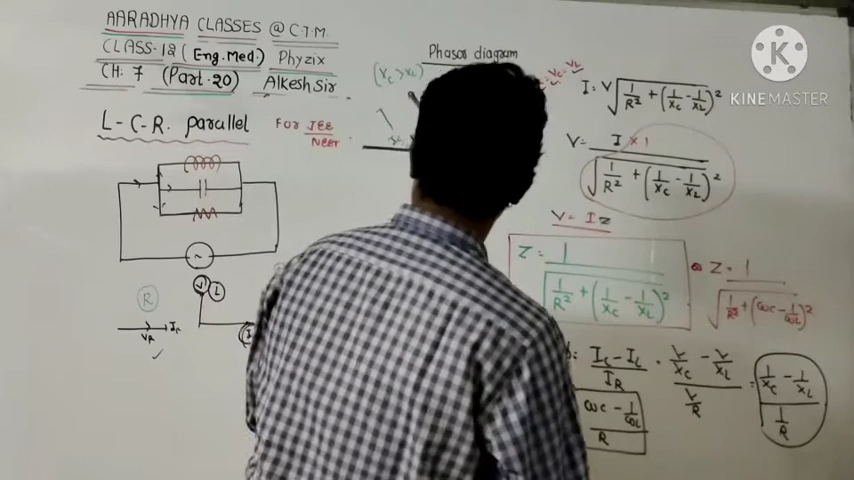 AARADHYA CLASSES @ C.T.M.
CLASS-12 (Eng.Med.) Phyzix
CH: 7 (Part.20) Alkesh Sir
L-C-R. parallel FOR JEE
NEET
R
VR
V L
Phasor diagram
(Xc > XL)
I = V √(1/R² + (1/Xc - 1/XL)²)
V = I × 1 / √(1/R² + (1/Xc - 1/XL)²)
V = IZ
Z = 1 / √(1/R² + (1/Xc - 1/XL)²)
Z = 1 / √(1/R² + (ωC - 1/ωL)²)
(Ic - IL) / IR = (V/Xc - V/XL) / (V/R) = (1/Xc - 1/XL) / (1/R)
(ωC - 1/ωL) / R
K
KINEMASTER